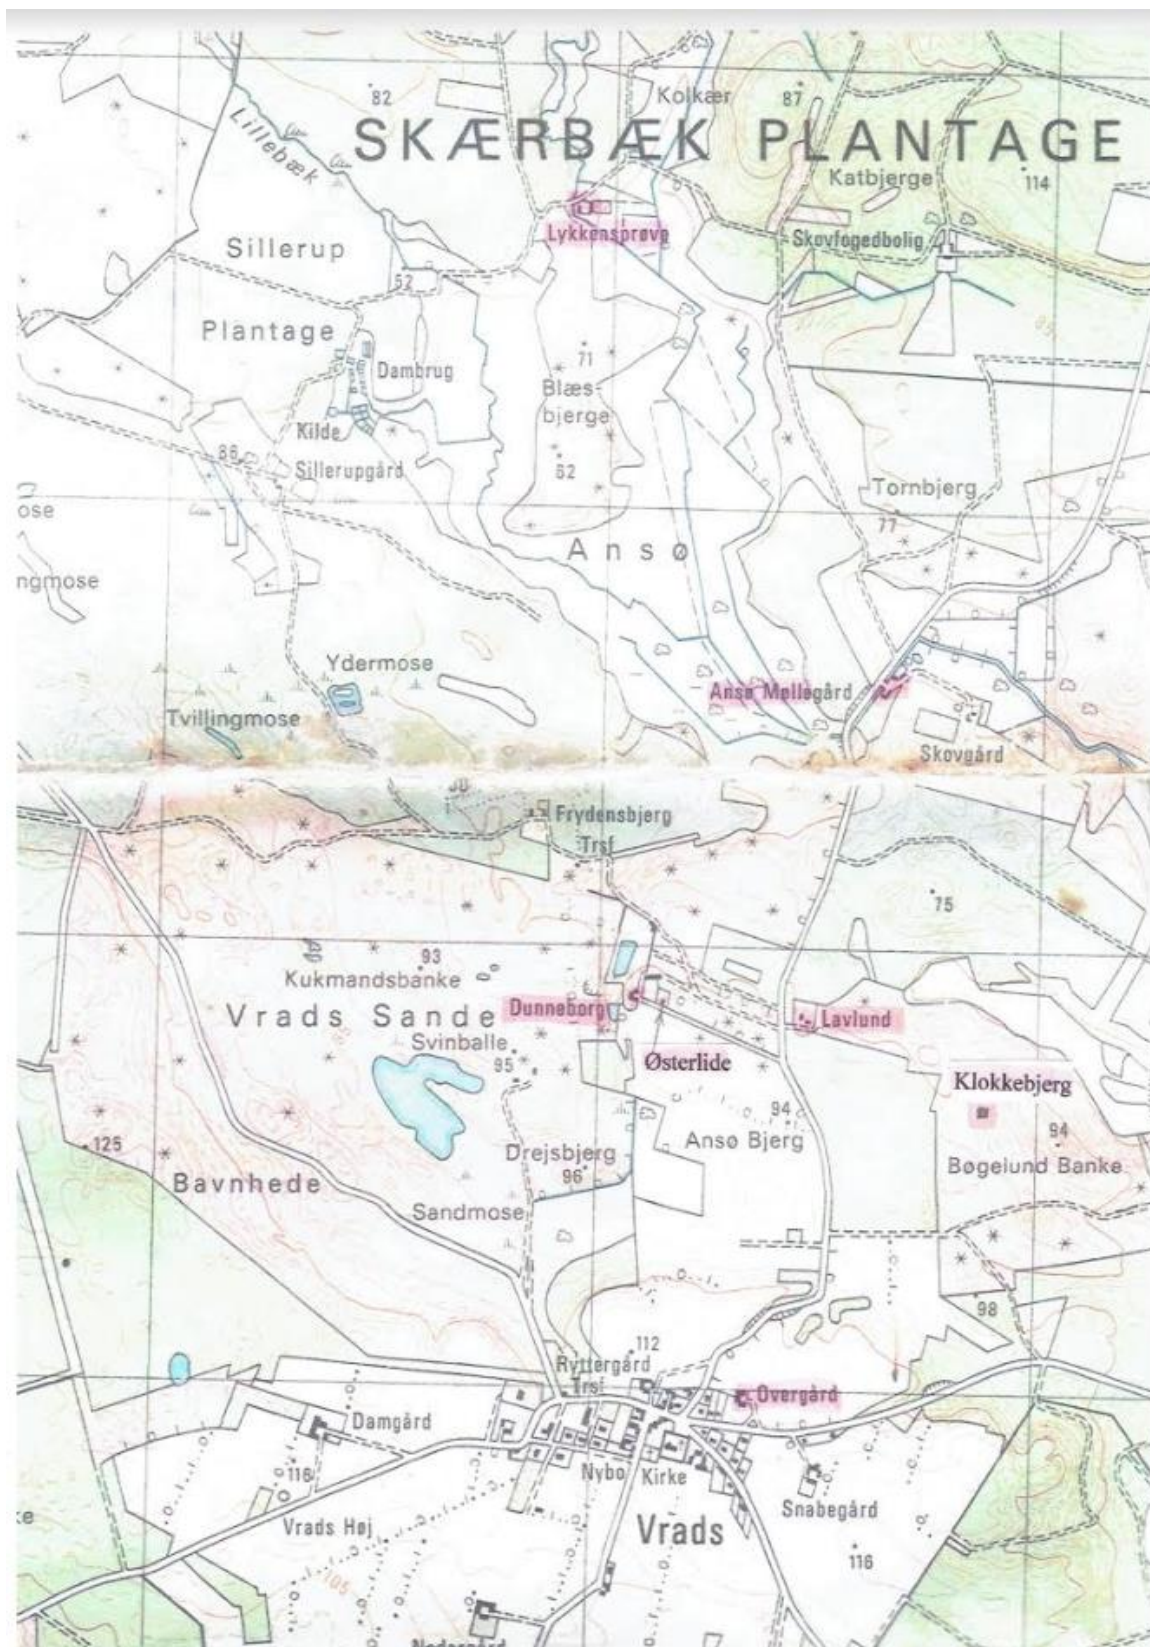 Kolkær
82
87
Lillebæk
SKÆRBÆK PLANTAGE
Katbjerge
114
Lykkensprøve
Skovfogedbolig
Sillerup
52
Plantage
71
Dambrug
Blæs-
bjerge
Kilde
86
Sillerupgård
62
Tornbjerg
77
ose
Ansø
ngmose
Ydermose
Ansø Møllegård
Tvillingmose
Skovgård
Frydensbjerg
Trsf
75
93
Kukmandsbanke
Dunneborg
Lavlund
Vrads Sande
Svinballe
95
Østerlide
Klokkebjerg
94
Ansø Bjerg
94
125
Drejsbjerg
96
Bøgelund Banke
Bavnhede
Sandmose
98
112
Ryttergård
Trsf
Overgård
Damgård
116
Nybo
Kirke
Snabegård
ke
Vrads Høj
Vrads
116
105